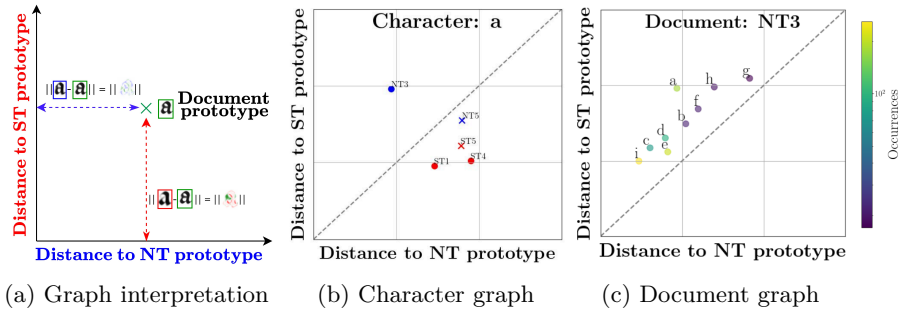 Distance to ST prototype
||a-a|| = || ||
a Document
prototype
||a-a|| = || ||
Distance to NT prototype
(a) Graph interpretation
Distance to ST prototype
Character: a
NT3
NT5
ST5
ST1
ST4
Distance to NT prototype
(b) Character graph
Distance to ST prototype
Document: NT3
g
h
a
f
b
d
c
e
i
Distance to NT prototype
10²
Occurrences
(c) Document graph